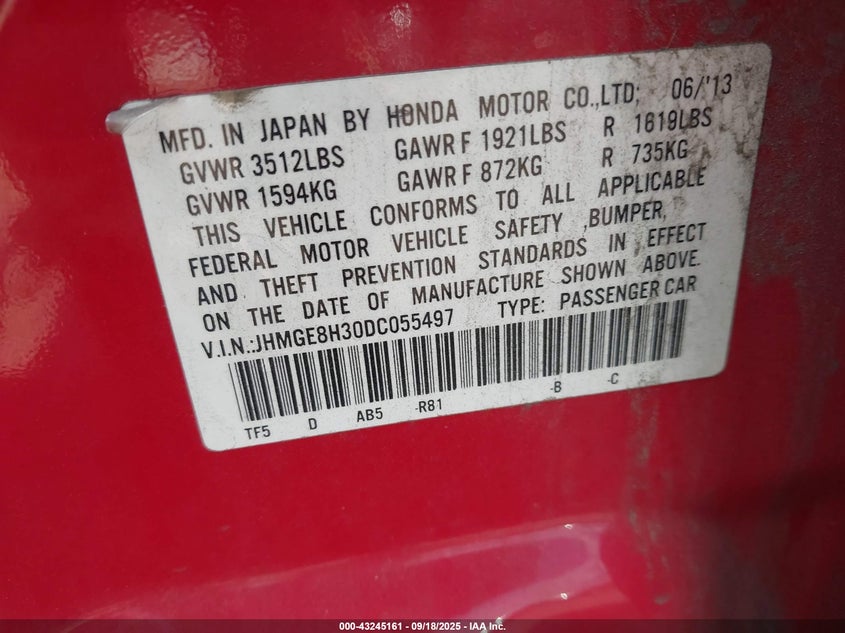 MFD. IN JAPAN BY HONDA MOTOR CO.,LTD; 06/'13
GVWR 3512LBS GAWR F 1921LBS R 1619LBS
GVWR 1594KG GAWR F 872KG R 735KG
THIS VEHICLE CONFORMS TO ALL APPLICABLE
FEDERAL MOTOR VEHICLE SAFETY ,BUMPER,
AND THEFT PREVENTION STANDARDS IN EFFECT
ON THE DATE OF MANUFACTURE SHOWN ABOVE.
V.I.N.:JHMGE8H30DC055497 TYPE: PASSENGER CAR
TF5 D AB5 -R81 -B -C
000-43245161 | 09/18/2025 | IAA Inc.